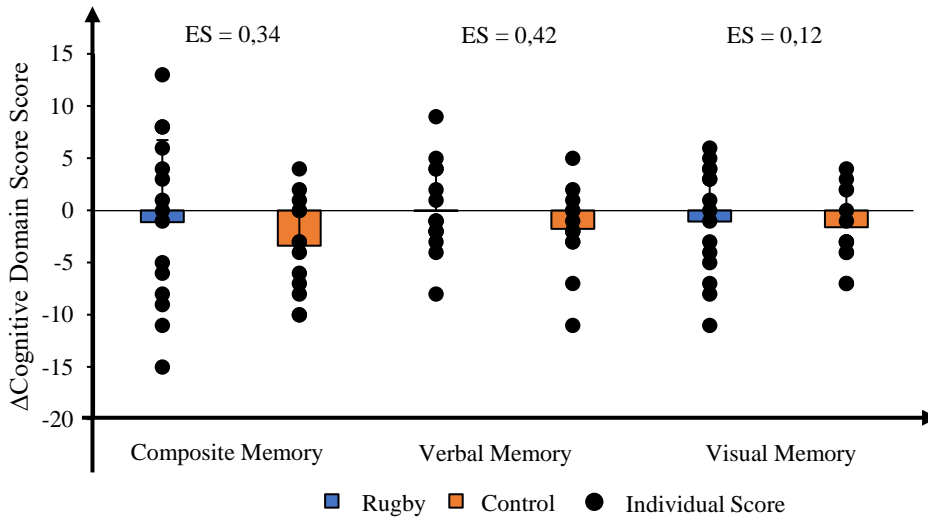 ES = 0,34 ES = 0,42 ES = 0,12
15
10
5
0
-5
-10
-15
-20
ΔCognitive Domain Score Score
Composite Memory Verbal Memory Visual Memory
Rugby Control Individual Score